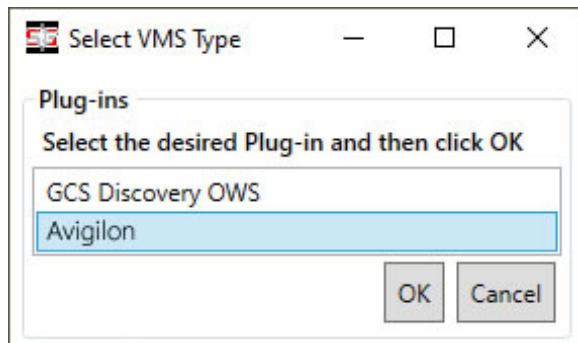 Select VMS Type
Plug-ins
Select the desired Plug-in and then click OK
GCS Discovery OWS
Avigilon
OK Cancel